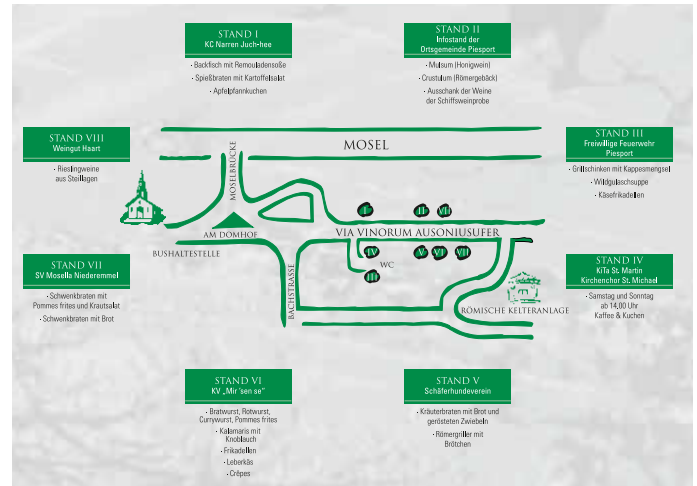 STAND I
KC Narren Juch-hee
· Backfisch mit Remouladensoße
· Spießbraten mit Kartoffelsalat
· Apfelpfannkuchen
STAND II
Infostand der
Ortsgemeinde Piesport
· Mulsum (Honigwein)
· Crustulum (Römergebäck)
· Ausschank der Weine
der Schiffsweinprobe
STAND VIII
Weingut Haart
· Rieslingweine
aus Steillagen
STAND III
Freiwillige Feuerwehr
Piesport
· Grillschinken mit Kappesmengsel
· Wildgulaschsuppe
· Käsefrikadellen
MOSEL
MOSELBRÜCKE
I
II
VII
VIA VINORUM AUSONIUSUFER
AM DOMHOF
BUSHALTESTELLE
IV
WC
V
VI
VII
III
BACHSTRASSE
RÖMISCHE KELTERANLAGE
STAND VII
SV Mosella Niederemmel
· Schwenkbraten mit
Pommes frites und Krautsalat
· Schwenkbraten mit Brot
STAND IV
KiTa St. Martin
Kirchenchor St. Michael
· Samstag und Sonntag
ab 14,00 Uhr
Kaffee & Kuchen
STAND VI
KV „Mir 'sen se"
· Bratwurst, Rotwurst,
Currywurst, Pommes frites
· Kalamaris mit
Knoblauch
· Frikadellen
· Leberkäs
· Crêpes
STAND V
Schäferhundeverein
· Kräuterbraten mit Brot und
gerösteten Zwiebeln
· Römergriller mit
Brötchen